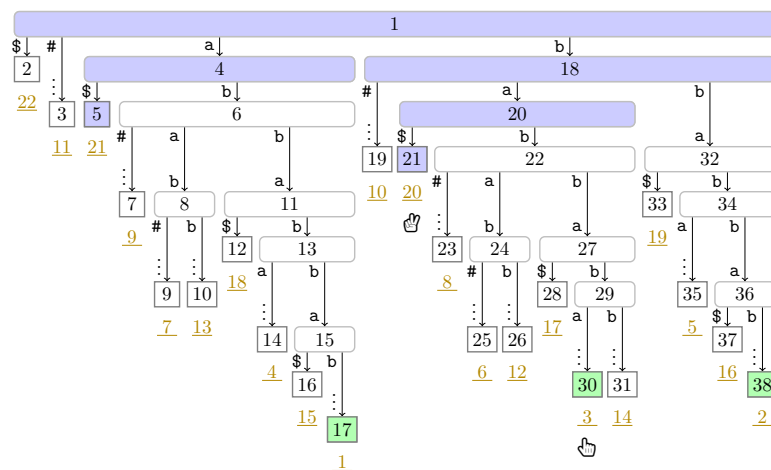 1
$ # a b
2 4 18
22 $ b # a b
3 5 6 20
11 21 # a b $ b a
19 21 22 32
10 20 # a b $ b
b a b a
7 8 11 33 34
9 # b $ b 19 a b
12 13 23 24 27
18 a b 8 # b $ b a
9 10 28 29 35 36
7 13 a 17 a b 5 $ b
14 15 25 26 37
4 $ b 6 12 16
16 30 31 38
15 3 14 2
17
1